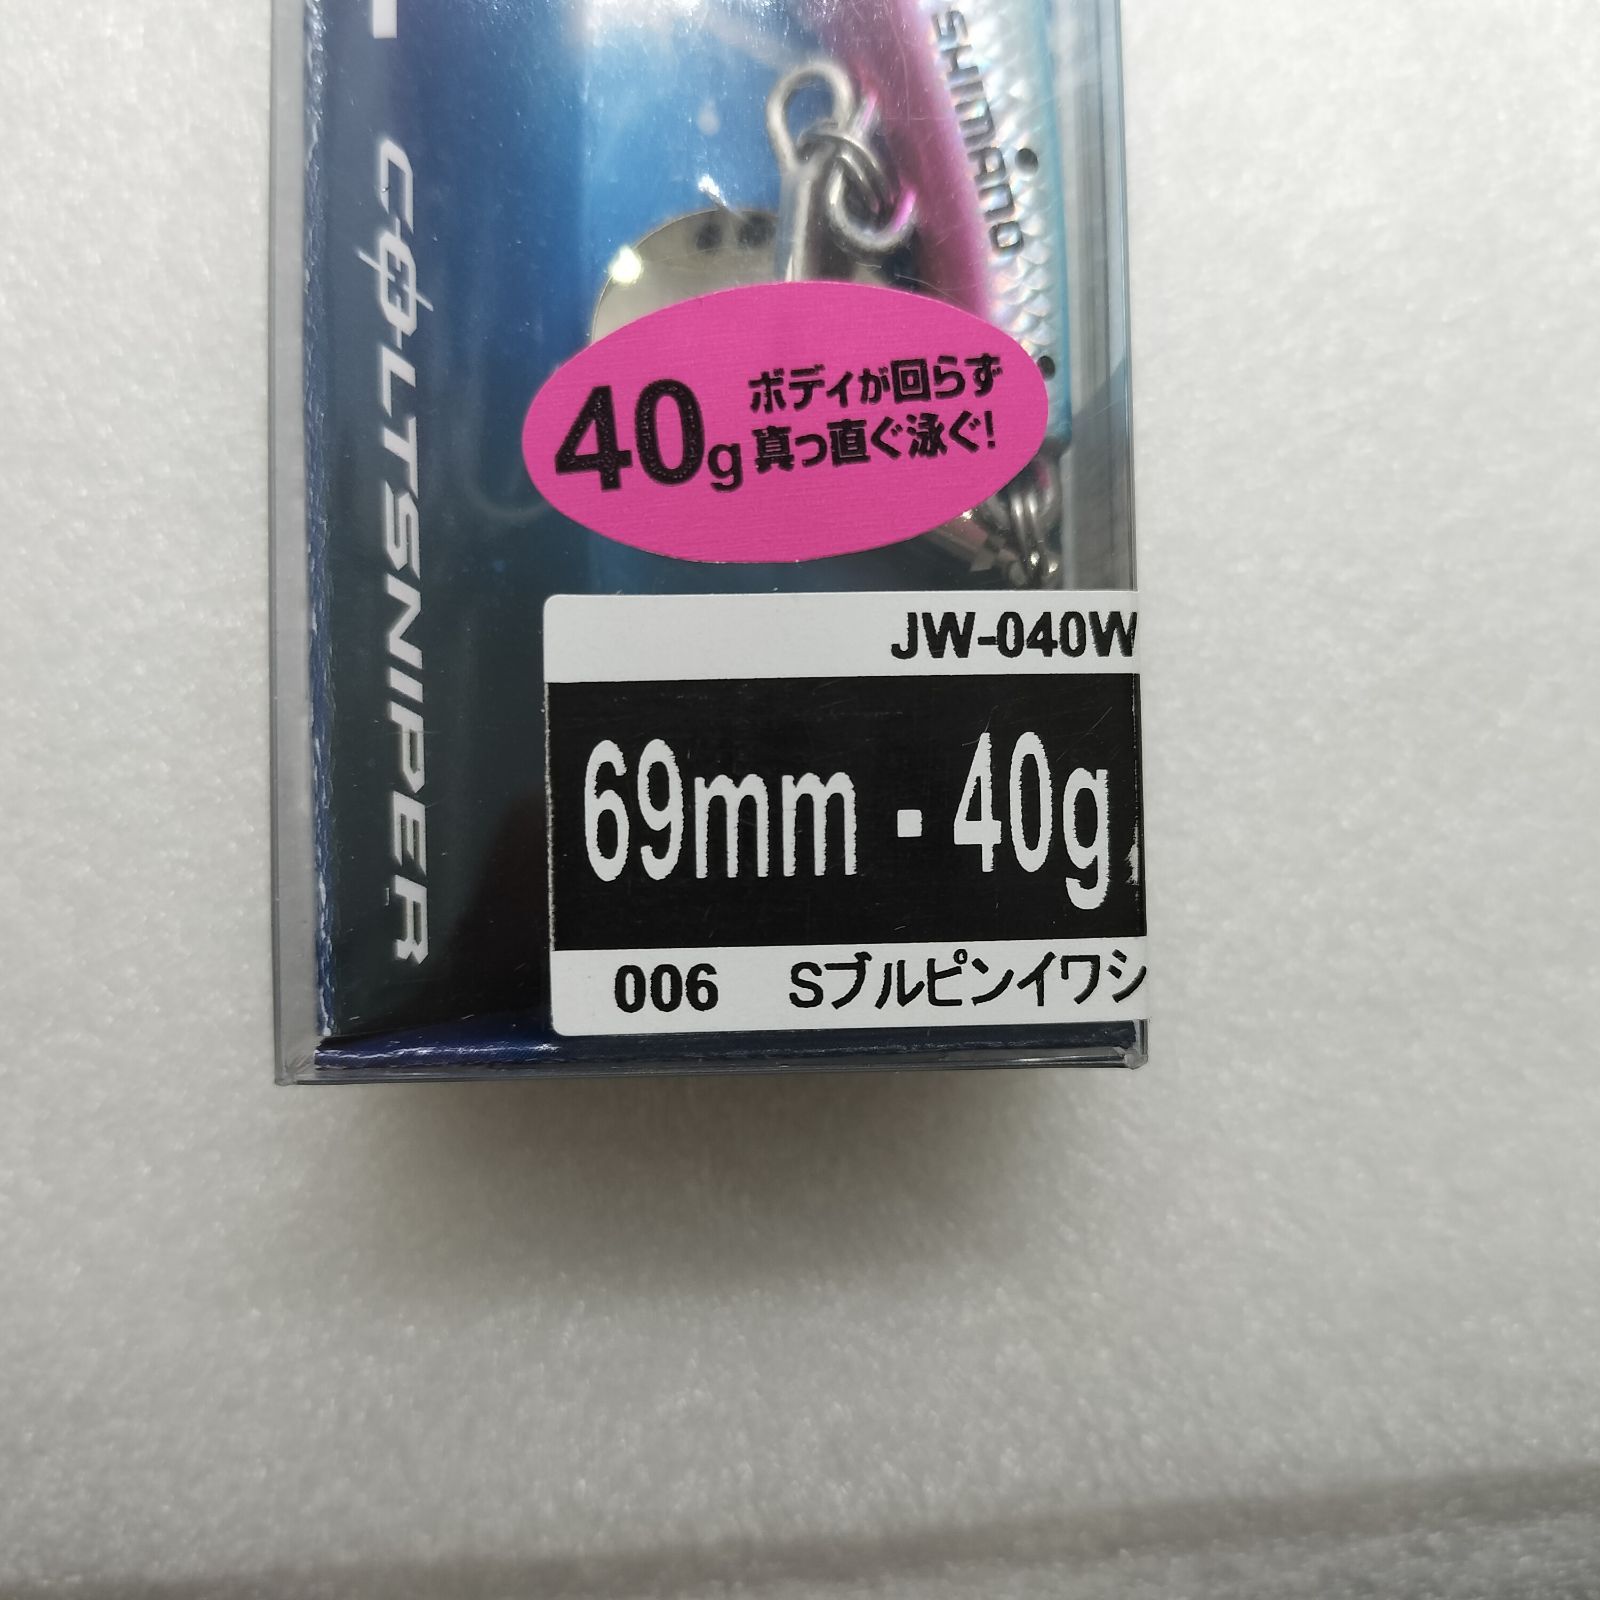 COLTSNIPER
SHIMANO
40g
ボディが回らず
真っ直ぐ泳ぐ!
JW-040W
69mm - 40g
006 Sブルピンイワシ